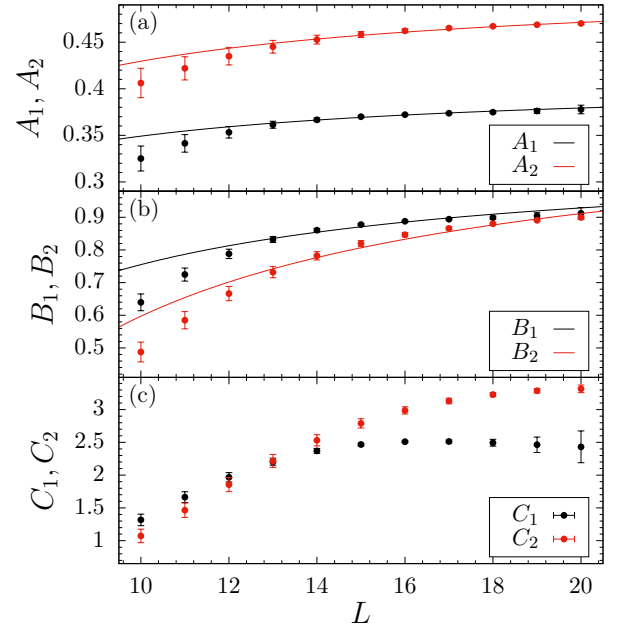 (a)
0.45
0.4
0.35
0.3
A₁, A₂
A₁
A₂
(b)
0.9
0.8
0.7
0.6
0.5
B₁, B₂
B₁
B₂
(c)
3
2.5
2
1.5
1
C₁, C₂
C₁
C₂
10 12 14 16 18 20
L